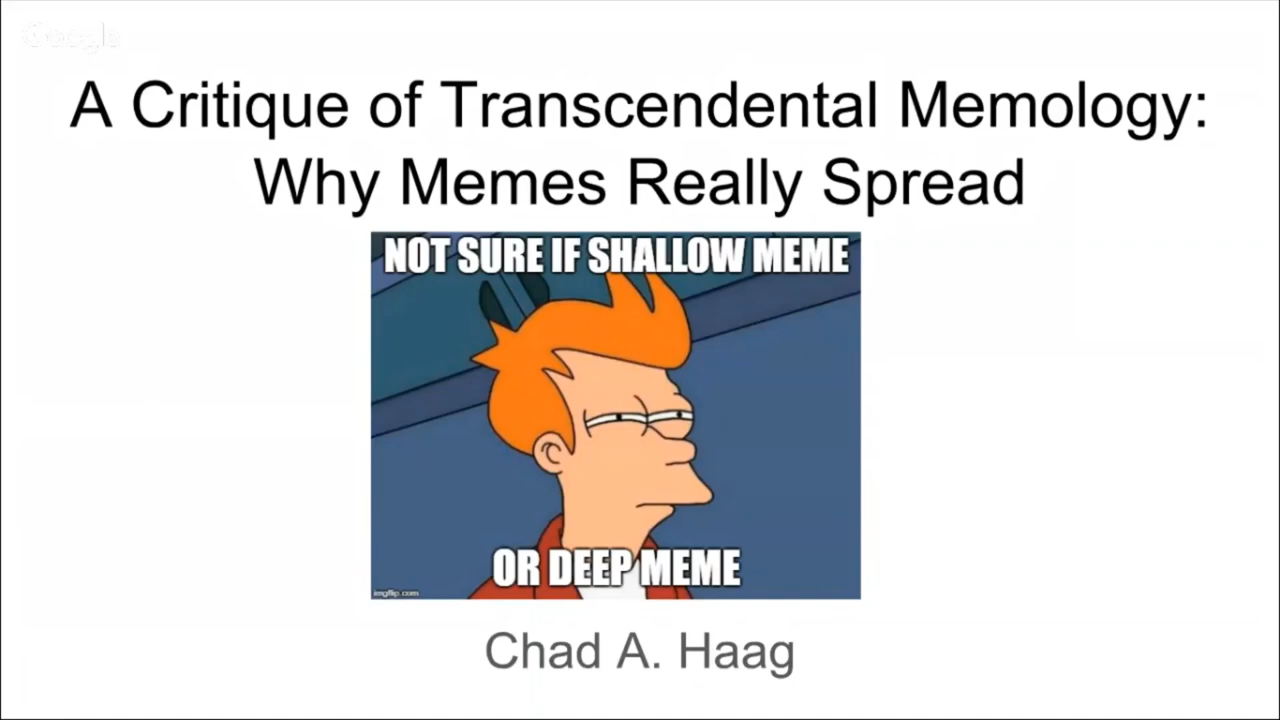 Google
A Critique of Transcendental Memology:
Why Memes Really Spread
NOT SURE IF SHALLOW MEME
OR DEEP MEME
imgflip.com
Chad A. Haag